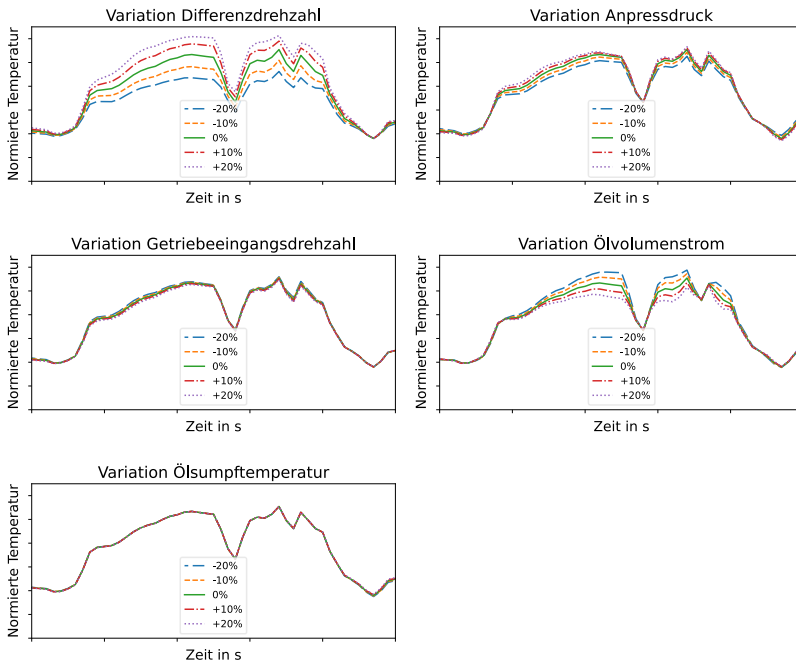 Variation Differenzdrehzahl
Normierte Temperatur
-20%
-10%
0%
+10%
+20%
Zeit in s
Variation Anpressdruck
Normierte Temperatur
-20%
-10%
0%
+10%
+20%
Zeit in s
Variation Getriebeeingangsdrehzahl
Normierte Temperatur
-20%
-10%
0%
+10%
+20%
Zeit in s
Variation Ölvolumenstrom
Normierte Temperatur
-20%
-10%
0%
+10%
+20%
Zeit in s
Variation Ölsumpftemperatur
Normierte Temperatur
-20%
-10%
0%
+10%
+20%
Zeit in s